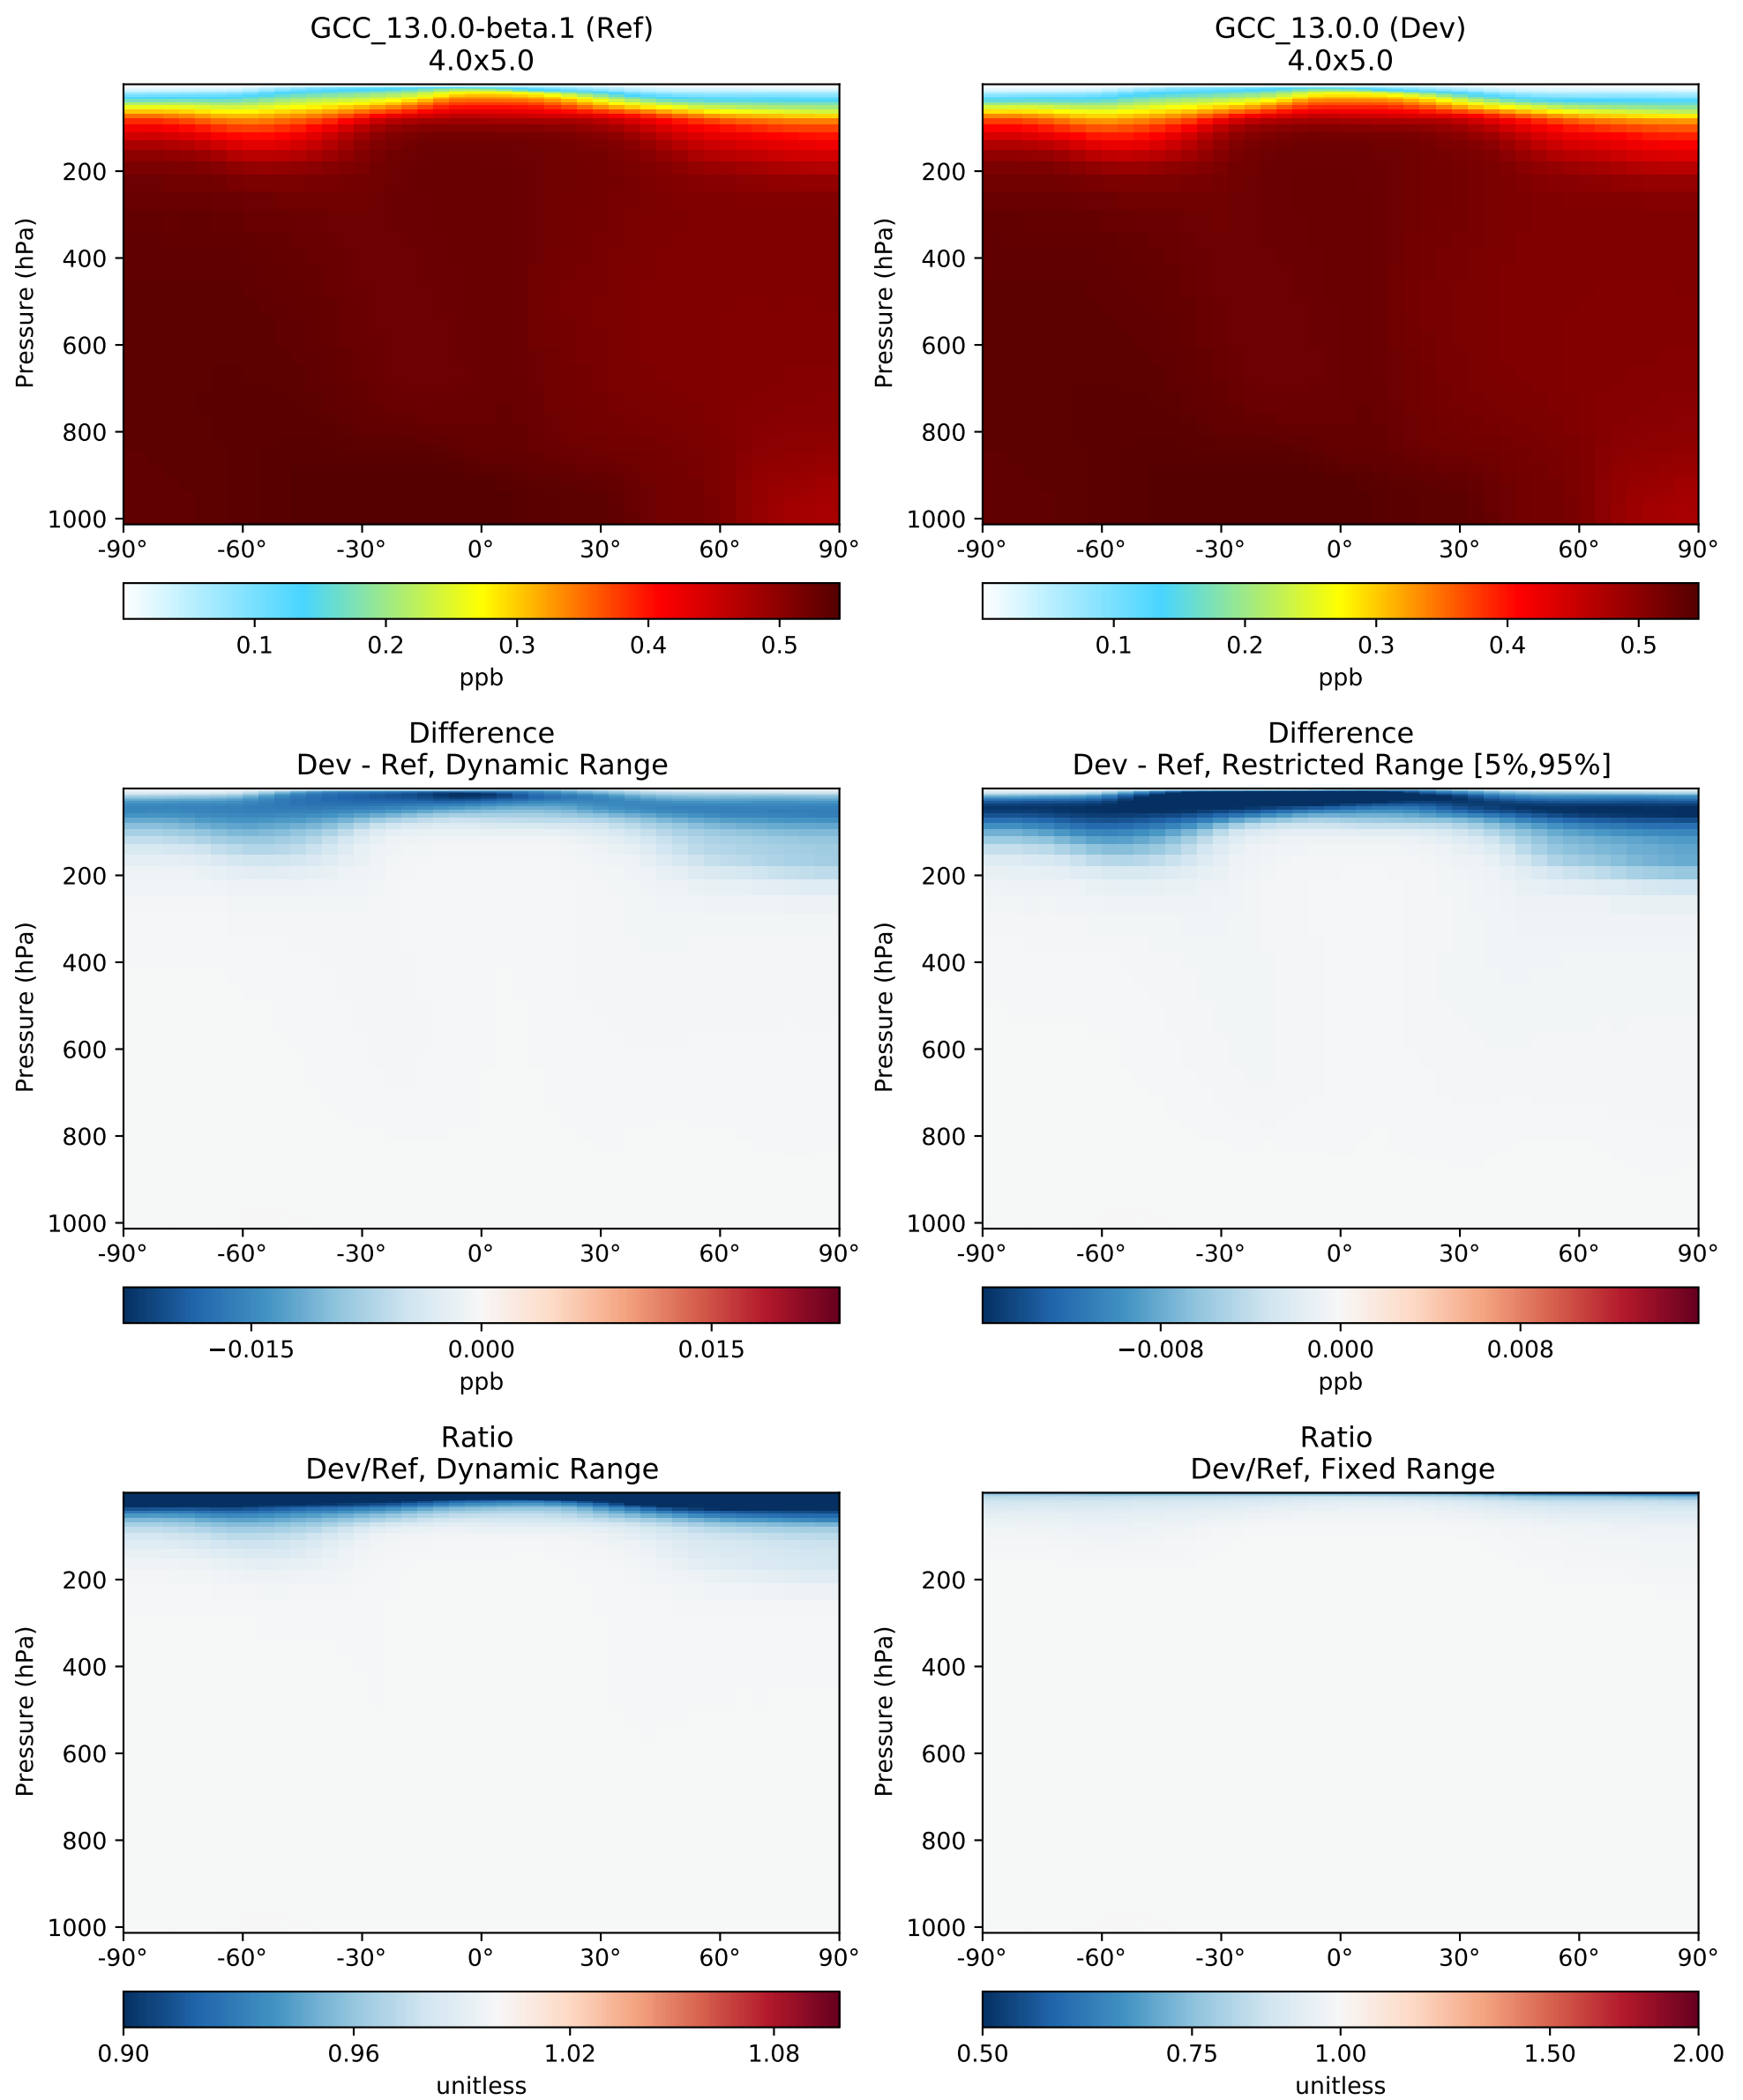 GCC_13.0.0-beta.1 (Ref)
4.0x5.0
GCC_13.0.0 (Dev)
4.0x5.0
Pressure (hPa)
200
400
600
800
1000
-90° -60° -30° 0° 30° 60° 90°
0.1 0.2 0.3 0.4 0.5
ppb
Pressure (hPa)
200
400
600
800
1000
-90° -60° -30° 0° 30° 60° 90°
0.1 0.2 0.3 0.4 0.5
ppb
Difference
Dev - Ref, Dynamic Range
Pressure (hPa)
200
400
600
800
1000
-90° -60° -30° 0° 30° 60° 90°
−0.015 0.000 0.015
ppb
Difference
Dev - Ref, Restricted Range [5%,95%]
Pressure (hPa)
200
400
600
800
1000
-90° -60° -30° 0° 30° 60° 90°
−0.008 0.000 0.008
ppb
Ratio
Dev/Ref, Dynamic Range
Pressure (hPa)
200
400
600
800
1000
-90° -60° -30° 0° 30° 60° 90°
0.90 0.96 1.02 1.08
unitless
Ratio
Dev/Ref, Fixed Range
Pressure (hPa)
200
400
600
800
1000
-90° -60° -30° 0° 30° 60° 90°
0.50 0.75 1.00 1.50 2.00
unitless